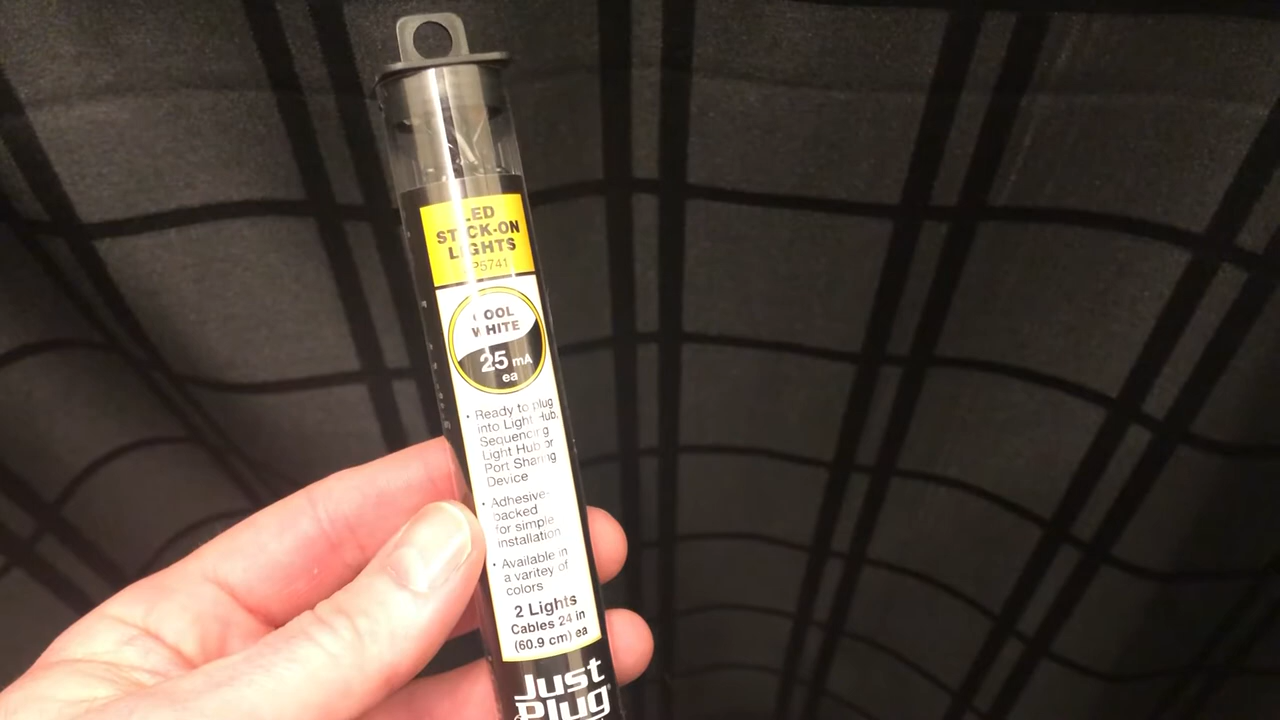 LED
STICK-ON
LIGHTS
JP5741
COOL
WHITE
25 mA
ea
• Ready to plug
into Light Hub,
Sequencing
Light Hub or
Port Sharing
Device
• Adhesive-
backed
for simple
installation
• Available in
a varitey of
colors
2 Lights
Cables 24 in
(60.9 cm) ea
Just
Plug®